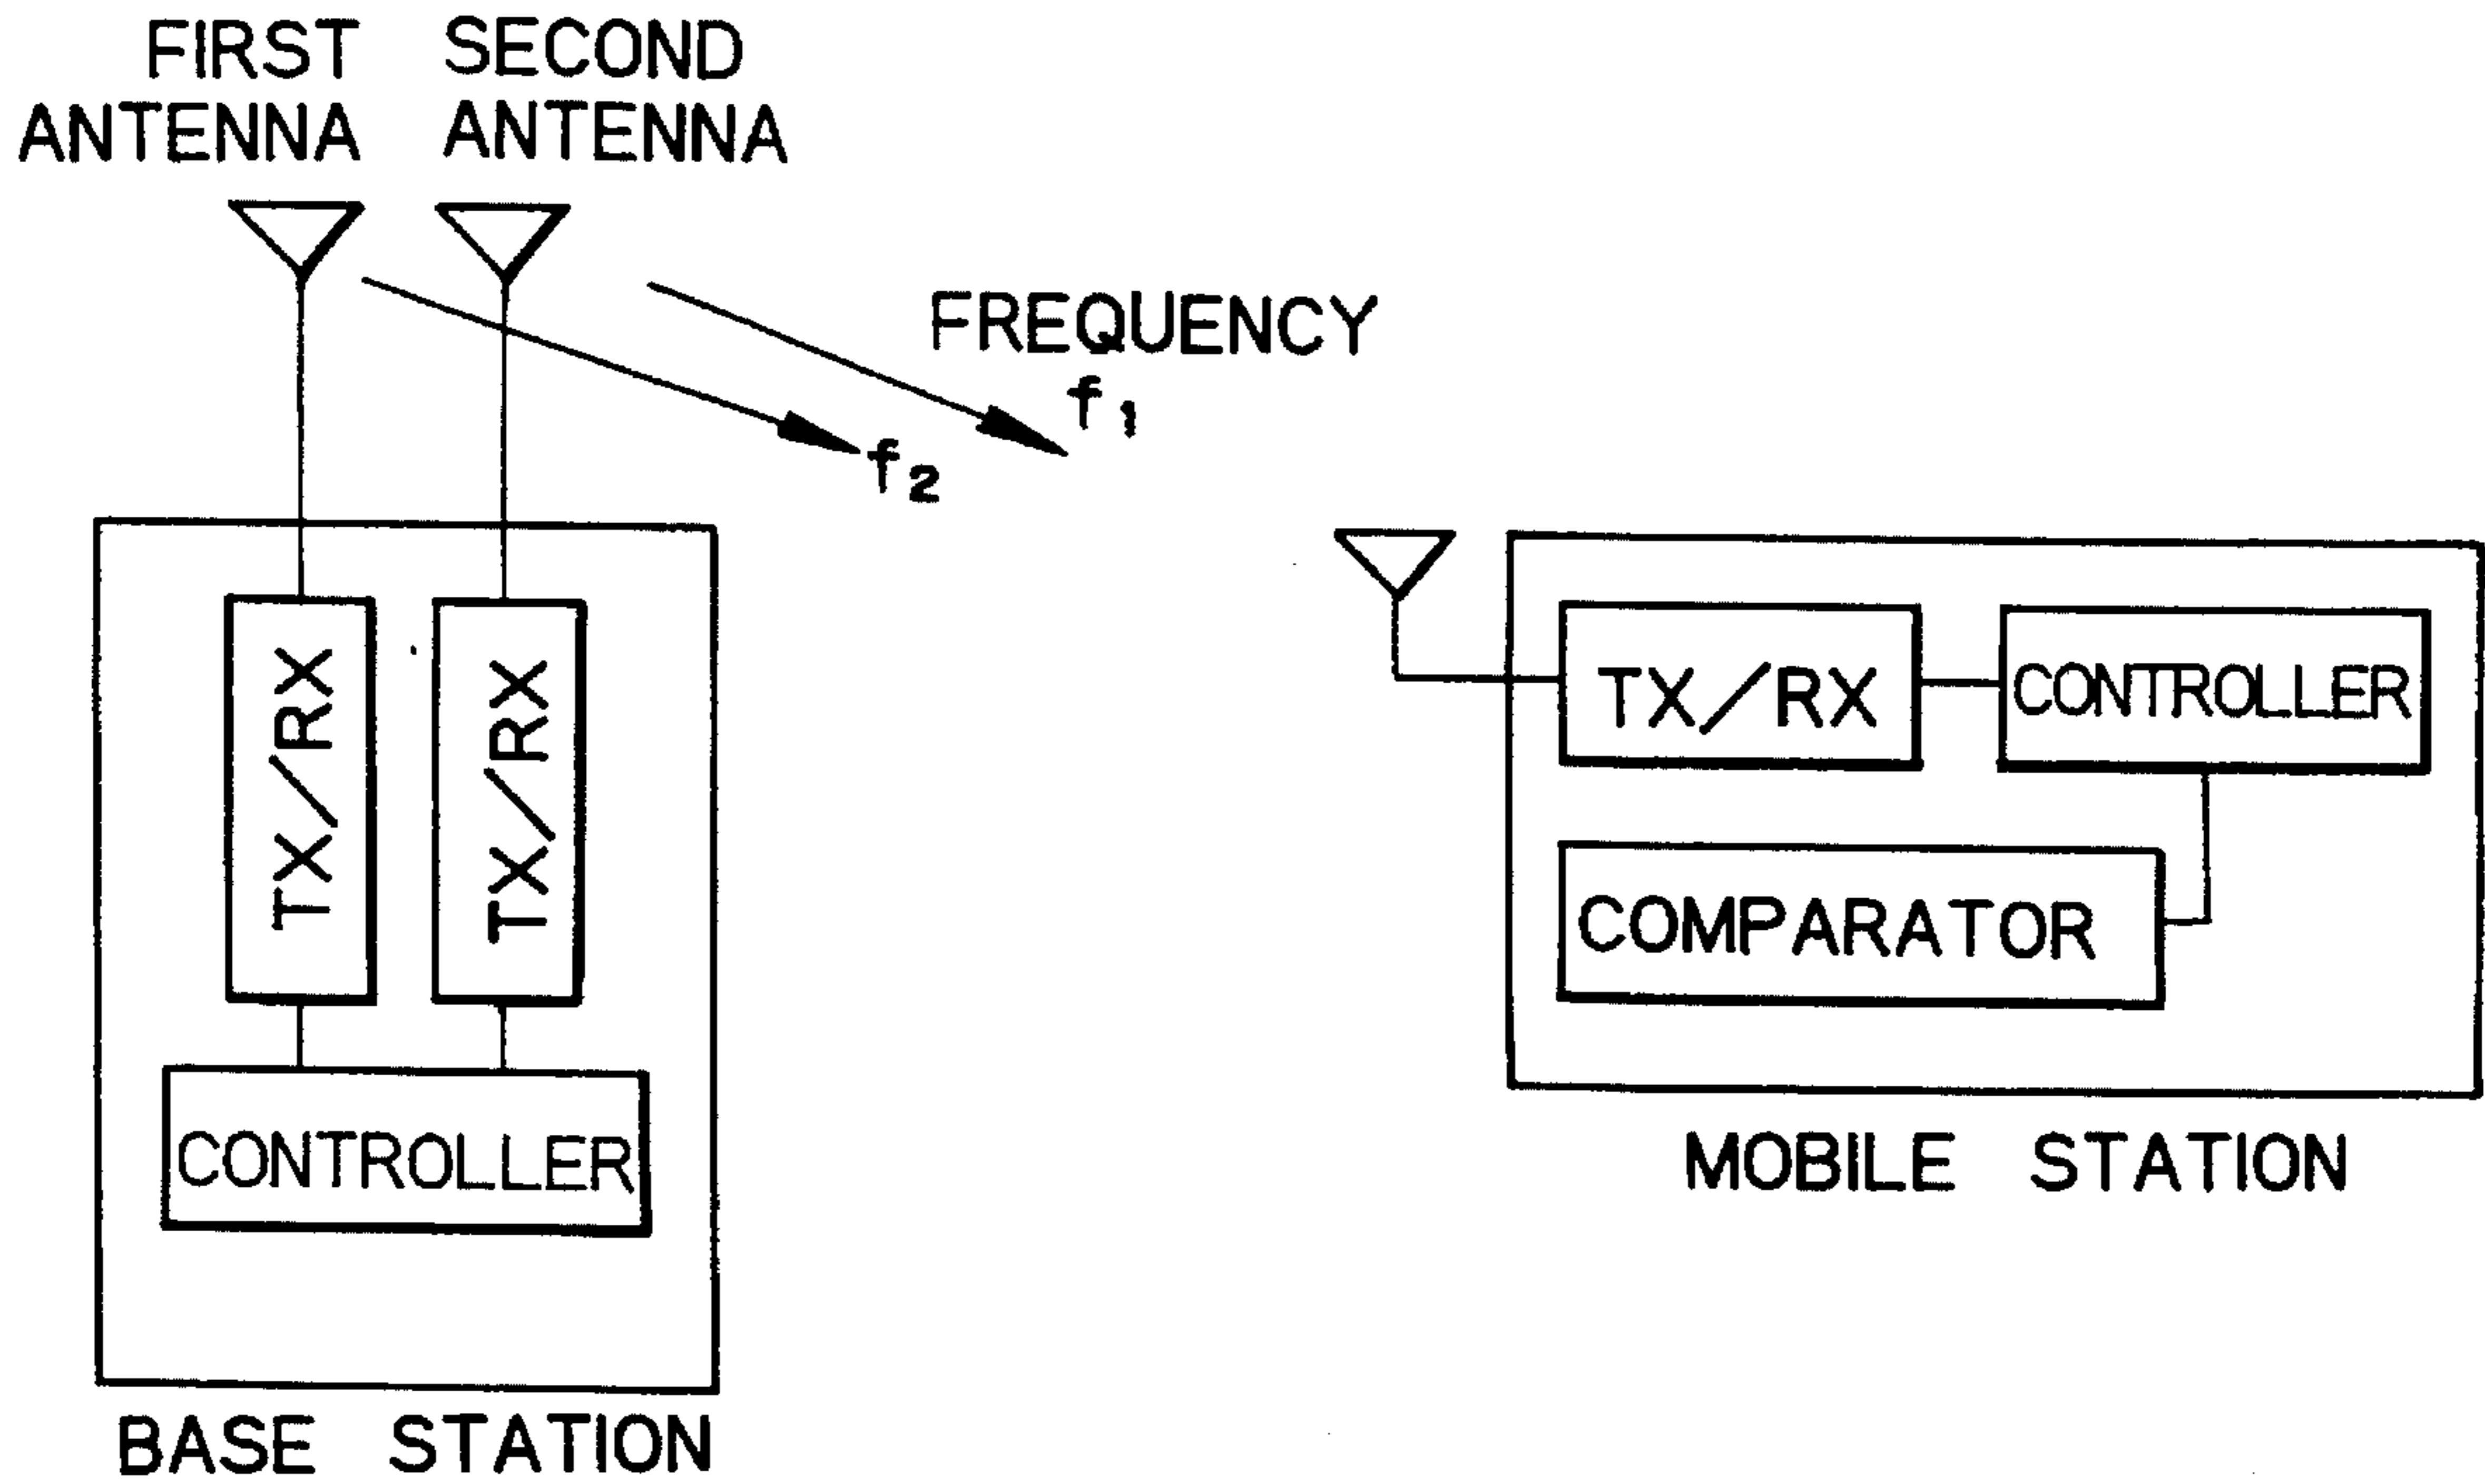 FIRST SECOND
ANTENNA ANTENNA
FREQUENCY
f1
f2
TX/RX
TX/RX
CONTROLLER
BASE STATION
TX/RX
CONTROLLER
COMPARATOR
MOBILE STATION